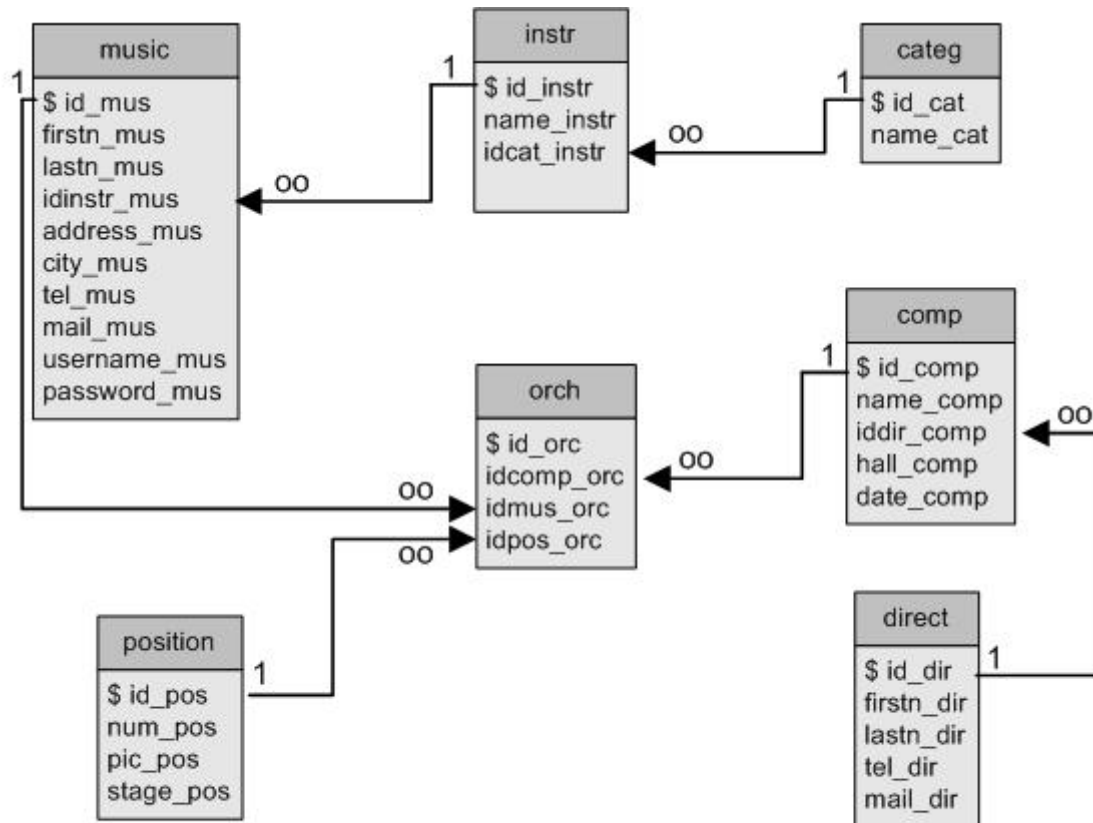 music
1
$ id_mus
firstn_mus
lastn_mus
idinstr_mus
address_mus
city_mus
tel_mus
mail_mus
username_mus
password_mus
oo
instr
1
$ id_instr
name_instr
idcat_instr
oo
categ
1
$ id_cat
name_cat
comp
1
$ id_comp
name_comp
iddir_comp
hall_comp
date_comp
oo
orch
$ id_orc
idcomp_orc
idmus_orc
idpos_orc
oo
oo
oo
position
1
$ id_pos
num_pos
pic_pos
stage_pos
direct
1
$ id_dir
firstn_dir
lastn_dir
tel_dir
mail_dir